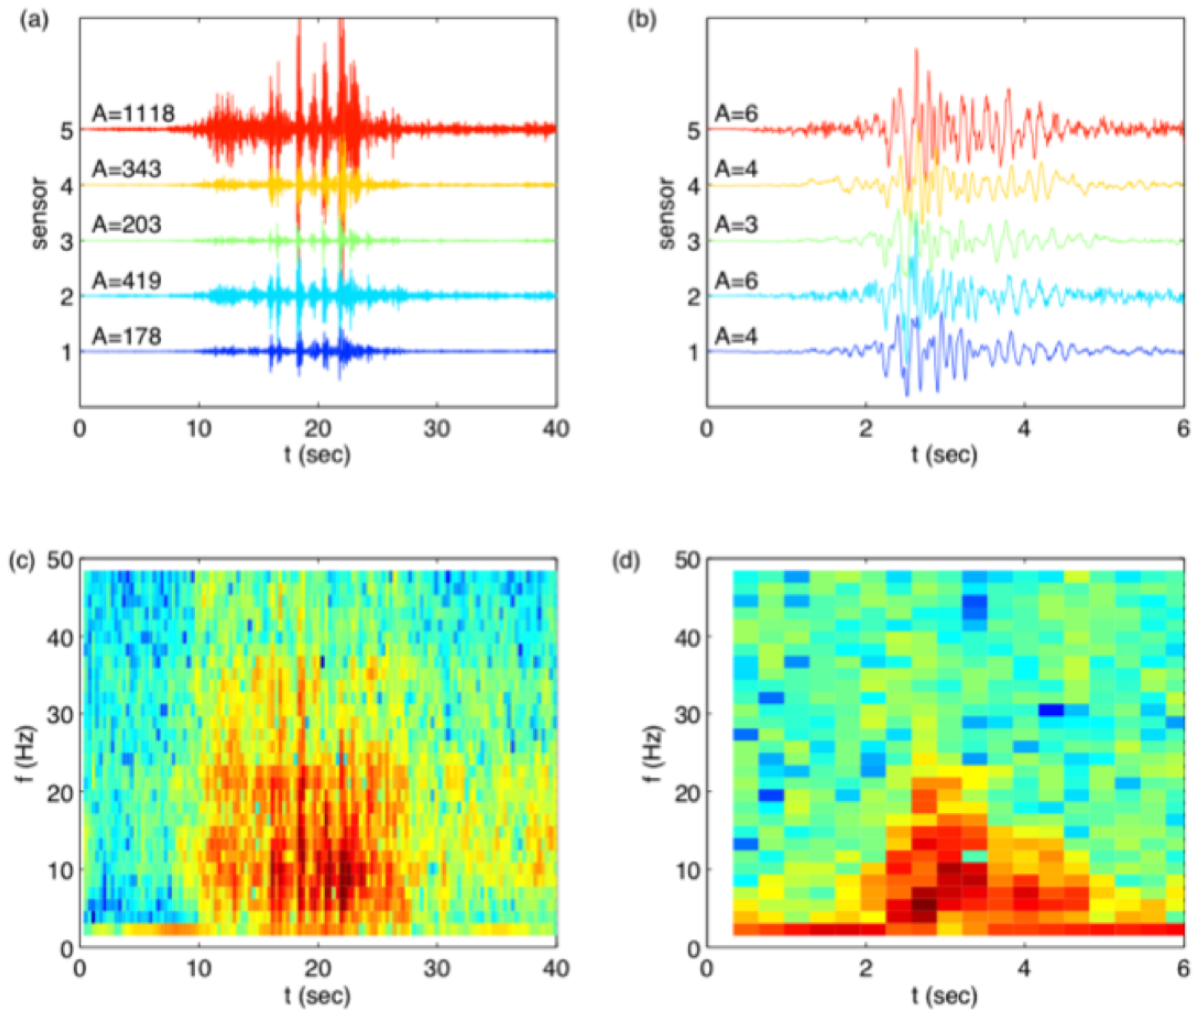 (a)
A=1118
5
A=343
4
A=203
3
A=419
2
A=178
1
sensor
0 10 20 30 40
t (sec)
(b)
A=6
5
A=4
4
A=3
3
A=6
2
A=4
1
sensor
0 2 4 6
t (sec)
(c)
50
40
30
20
10
0
f (Hz)
0 10 20 30 40
t (sec)
(d)
50
40
30
20
10
0
f (Hz)
0 2 4 6
t (sec)